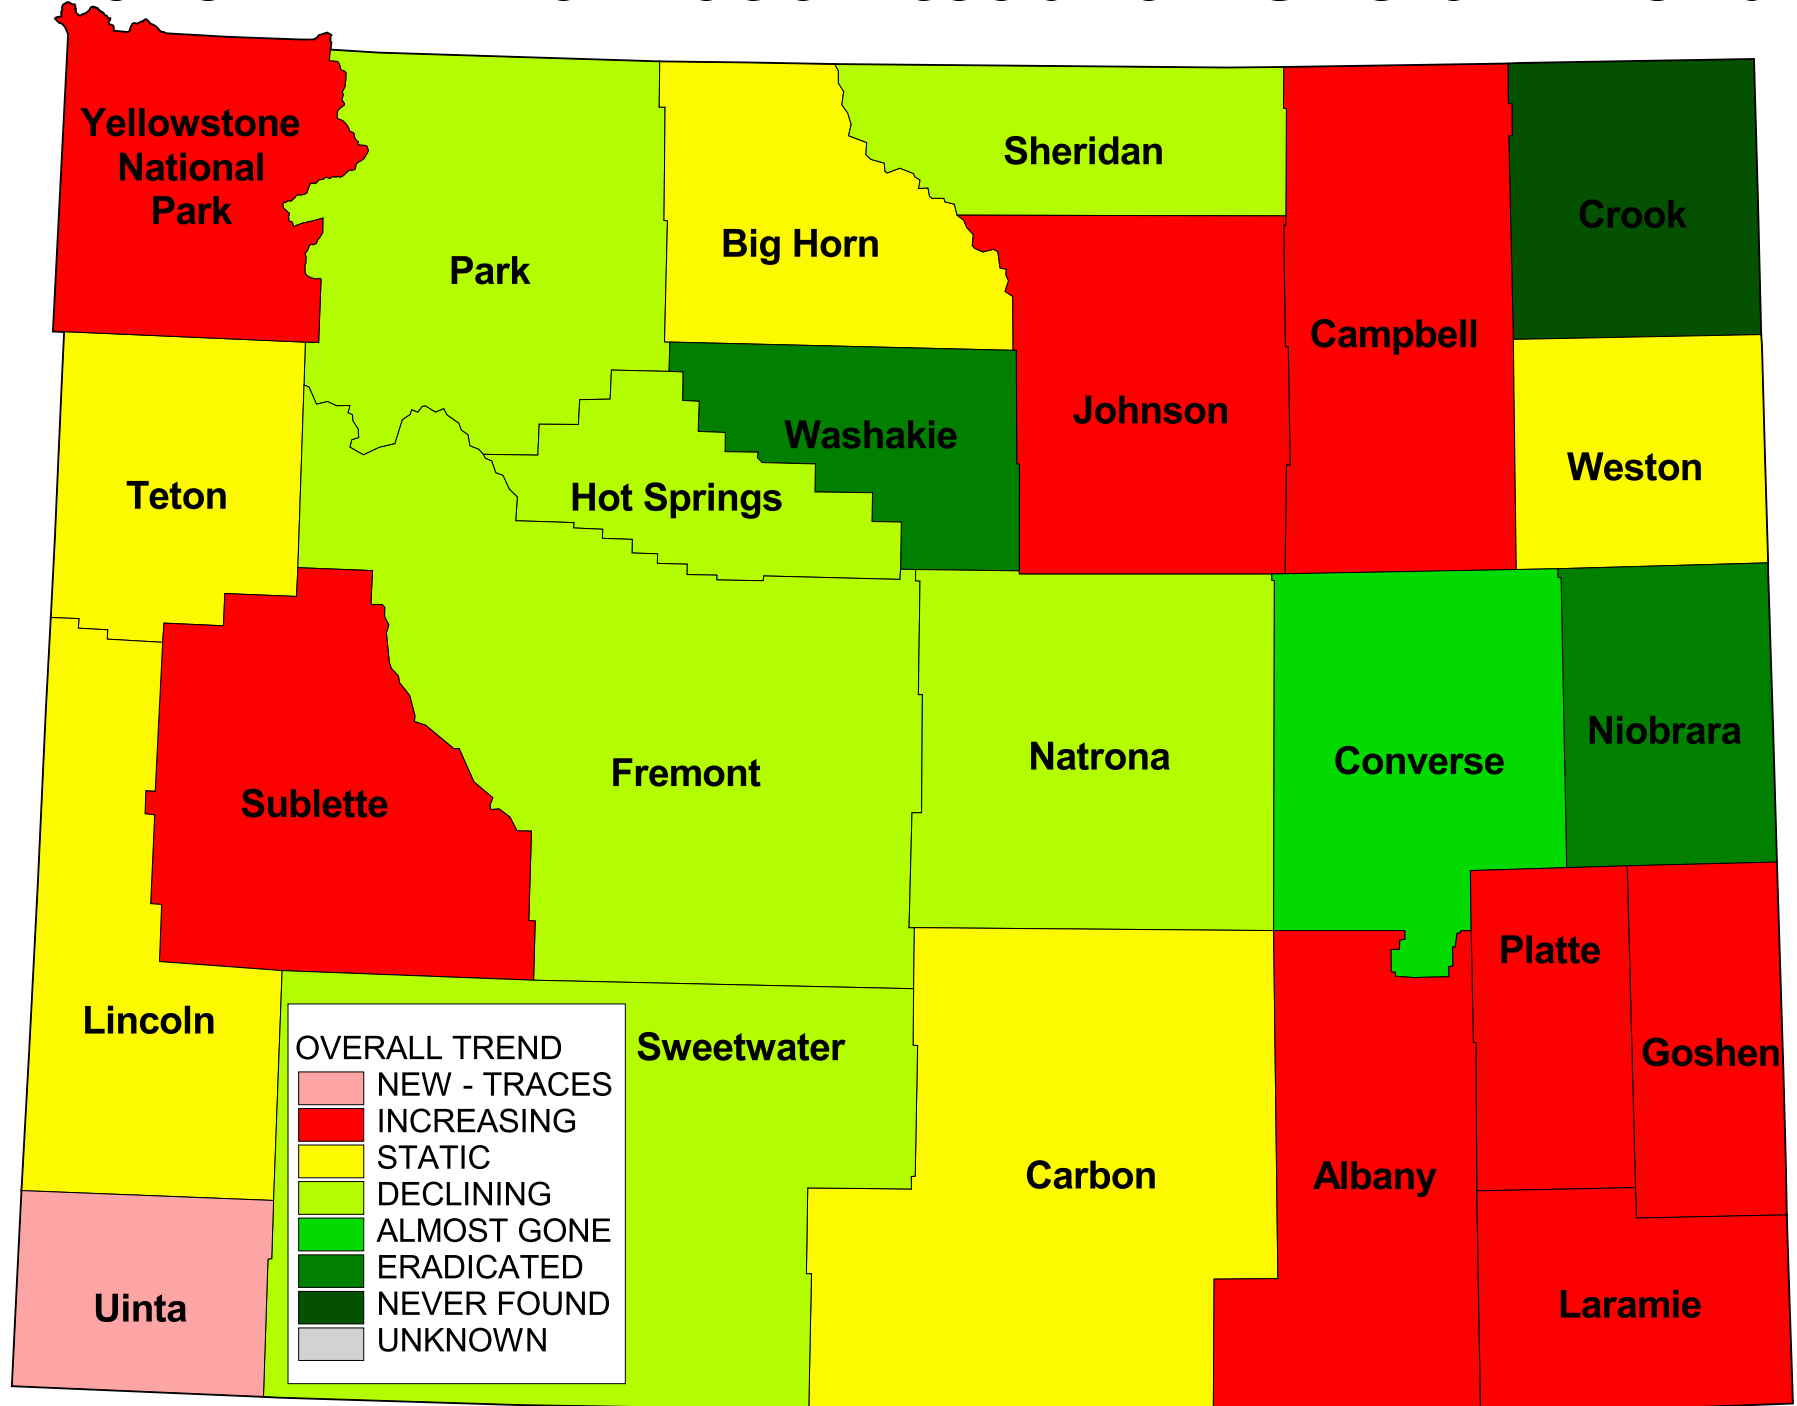 Yellowstone
National
Park
Park
Big Horn
Sheridan
Campbell
Crook
Johnson
Washakie
Weston
Teton
Hot Springs
Sublette
Fremont
Natrona
Converse
Niobrara
Platte
Goshen
Lincoln
Sweetwater
Carbon
Albany
Laramie
Uinta
OVERALL TREND
NEW - TRACES
INCREASING
STATIC
DECLINING
ALMOST GONE
ERADICATED
NEVER FOUND
UNKNOWN